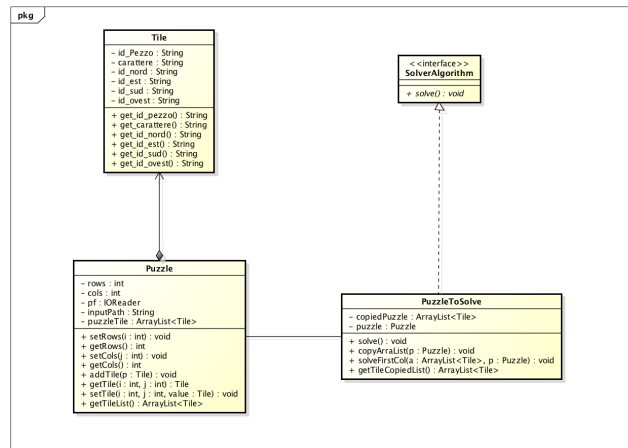 pkg
Tile
– id_Pezzo : String
– carattere : String
– id_nord : String
– id_est : String
– id_sud : String
– id_ovest : String
+ get_id_pezzo() : String
+ get_carattere() : String
+ get_id_nord() : String
+ get_id_est() : String
+ get_id_sud() : String
+ get_id_ovest() : String
<<interface>>
SolverAlgorithm
+ solve() : void
Puzzle
– rows : int
– cols : int
– pf : IOReader
– inputPath : String
– puzzleTile : ArrayList<Tile>
+ setRows(i : int) : void
+ getRows() : int
+ setCols(j : int) : void
+ getCols() : int
+ addTile(p : Tile) : void
+ getTile(i : int, j : int) : Tile
+ setTile(i : int, j : int, value : Tile) : void
+ getTileList() : ArrayList<Tile>
PuzzleToSolve
– copiedPuzzle : ArrayList<Tile>
– puzzle : Puzzle
+ solve() : void
+ copyArraList(p : Puzzle) : void
+ solveFirstCol(a : ArrayList<Tile>, p : Puzzle) : void
+ getTileCopiedList() : ArrayList<Tile>